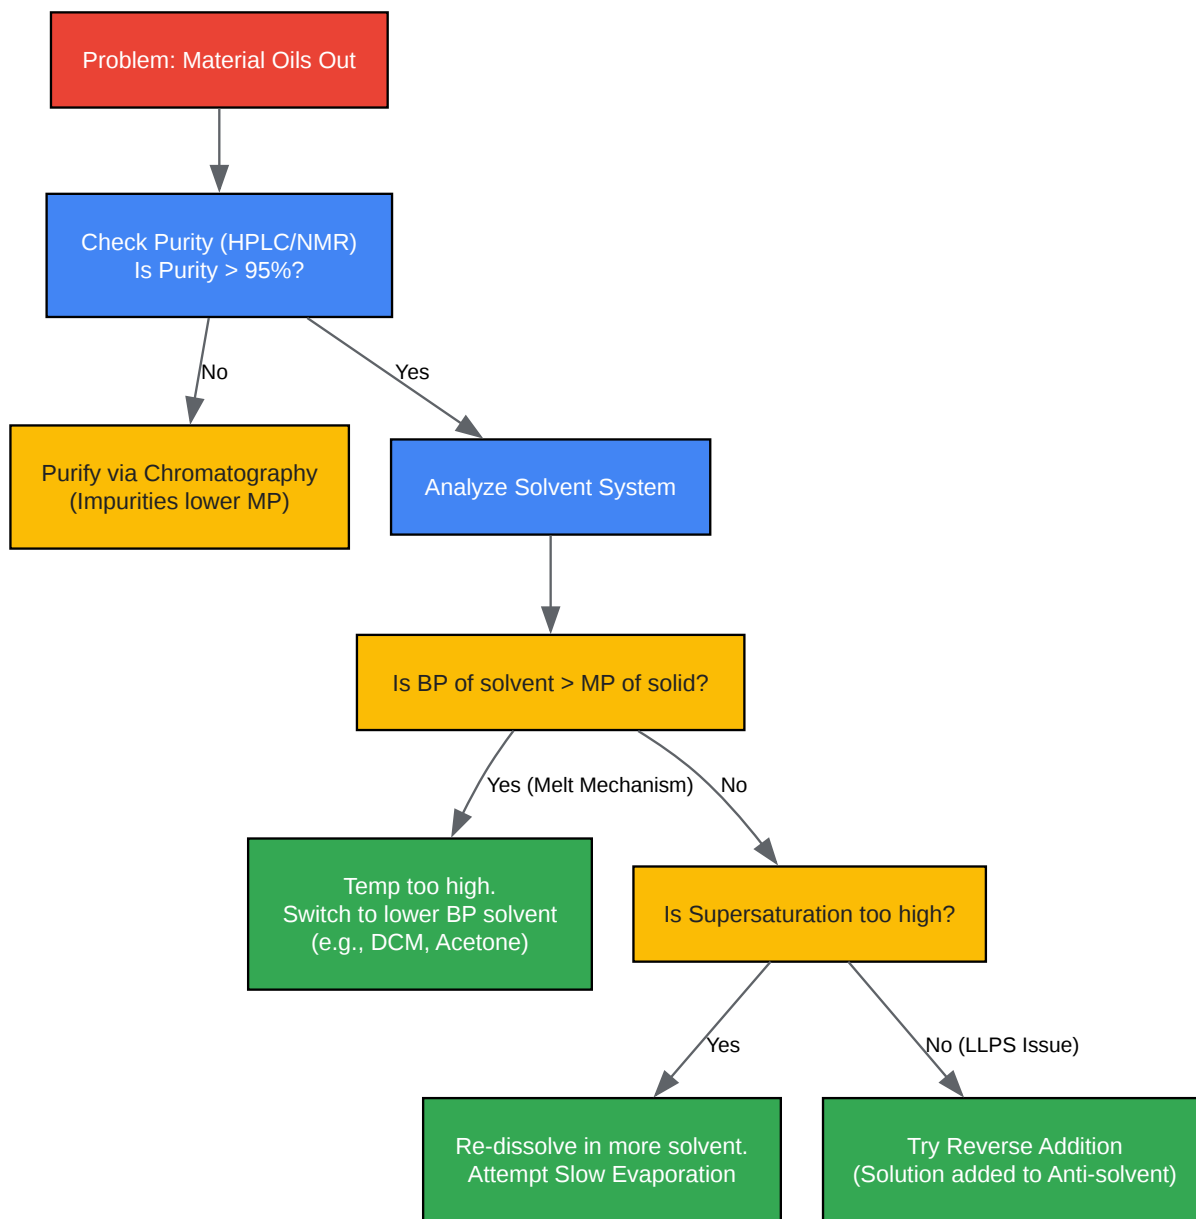 Problem: Material Oils Out
Check Purity (HPLC/NMR)
Is Purity > 95%?
No
Yes
Purify via Chromatography
(Impurities lower MP)
Analyze Solvent System
Is BP of solvent > MP of solid?
Yes (Melt Mechanism)
No
Temp too high.
Switch to lower BP solvent
(e.g., DCM, Acetone)
Is Supersaturation too high?
Yes
No (LLPS Issue)
Re-dissolve in more solvent.
Attempt Slow Evaporation
Try Reverse Addition
(Solution added to Anti-solvent)